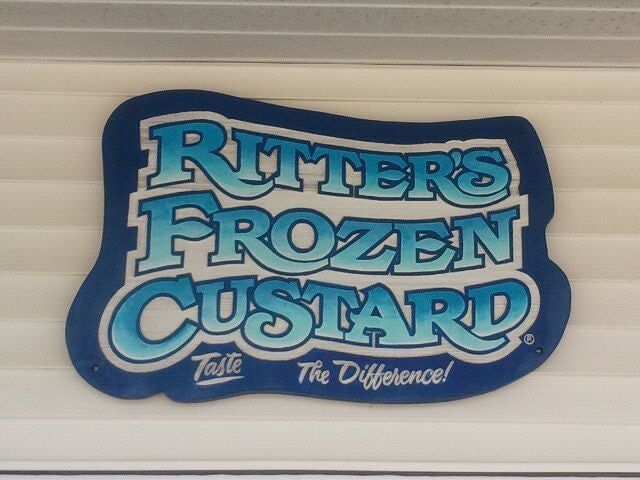 RITTER'S
FROZEN
CUSTARD®
Taste The Difference!